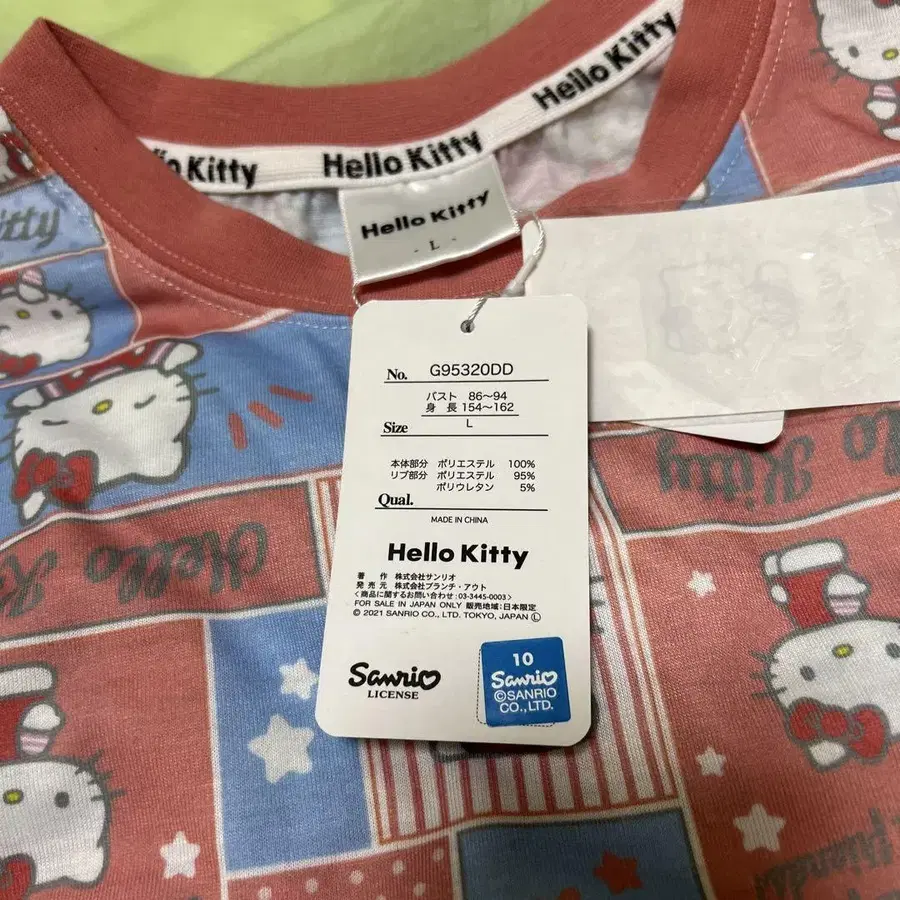 Hello Kitty
Hello Kitty
Hello Kitty
Hello Kitty
- L -
No. G95320DD
バスト 86〜94
身 長 154〜162
Size L
本体部分 ポリエステル 100%
リブ部分 ポリエステル 95%
ポリウレタン 5%
Qual.
MADE IN CHINA
Hello Kitty
著 作 株式会社サンリオ
発 売 元 株式会社ブランチ・アウト
<商品に関するお問い合わせ:03-3445-0003>
FOR SALE IN JAPAN ONLY 販売地域:日本限定
© 2021 SANRIO CO., LTD. TOKYO, JAPAN Ⓛ
Sanrio
LICENSE
10
Sanrio
©SANRIO
CO.,LTD.
itty
Hello Kitty
Hello